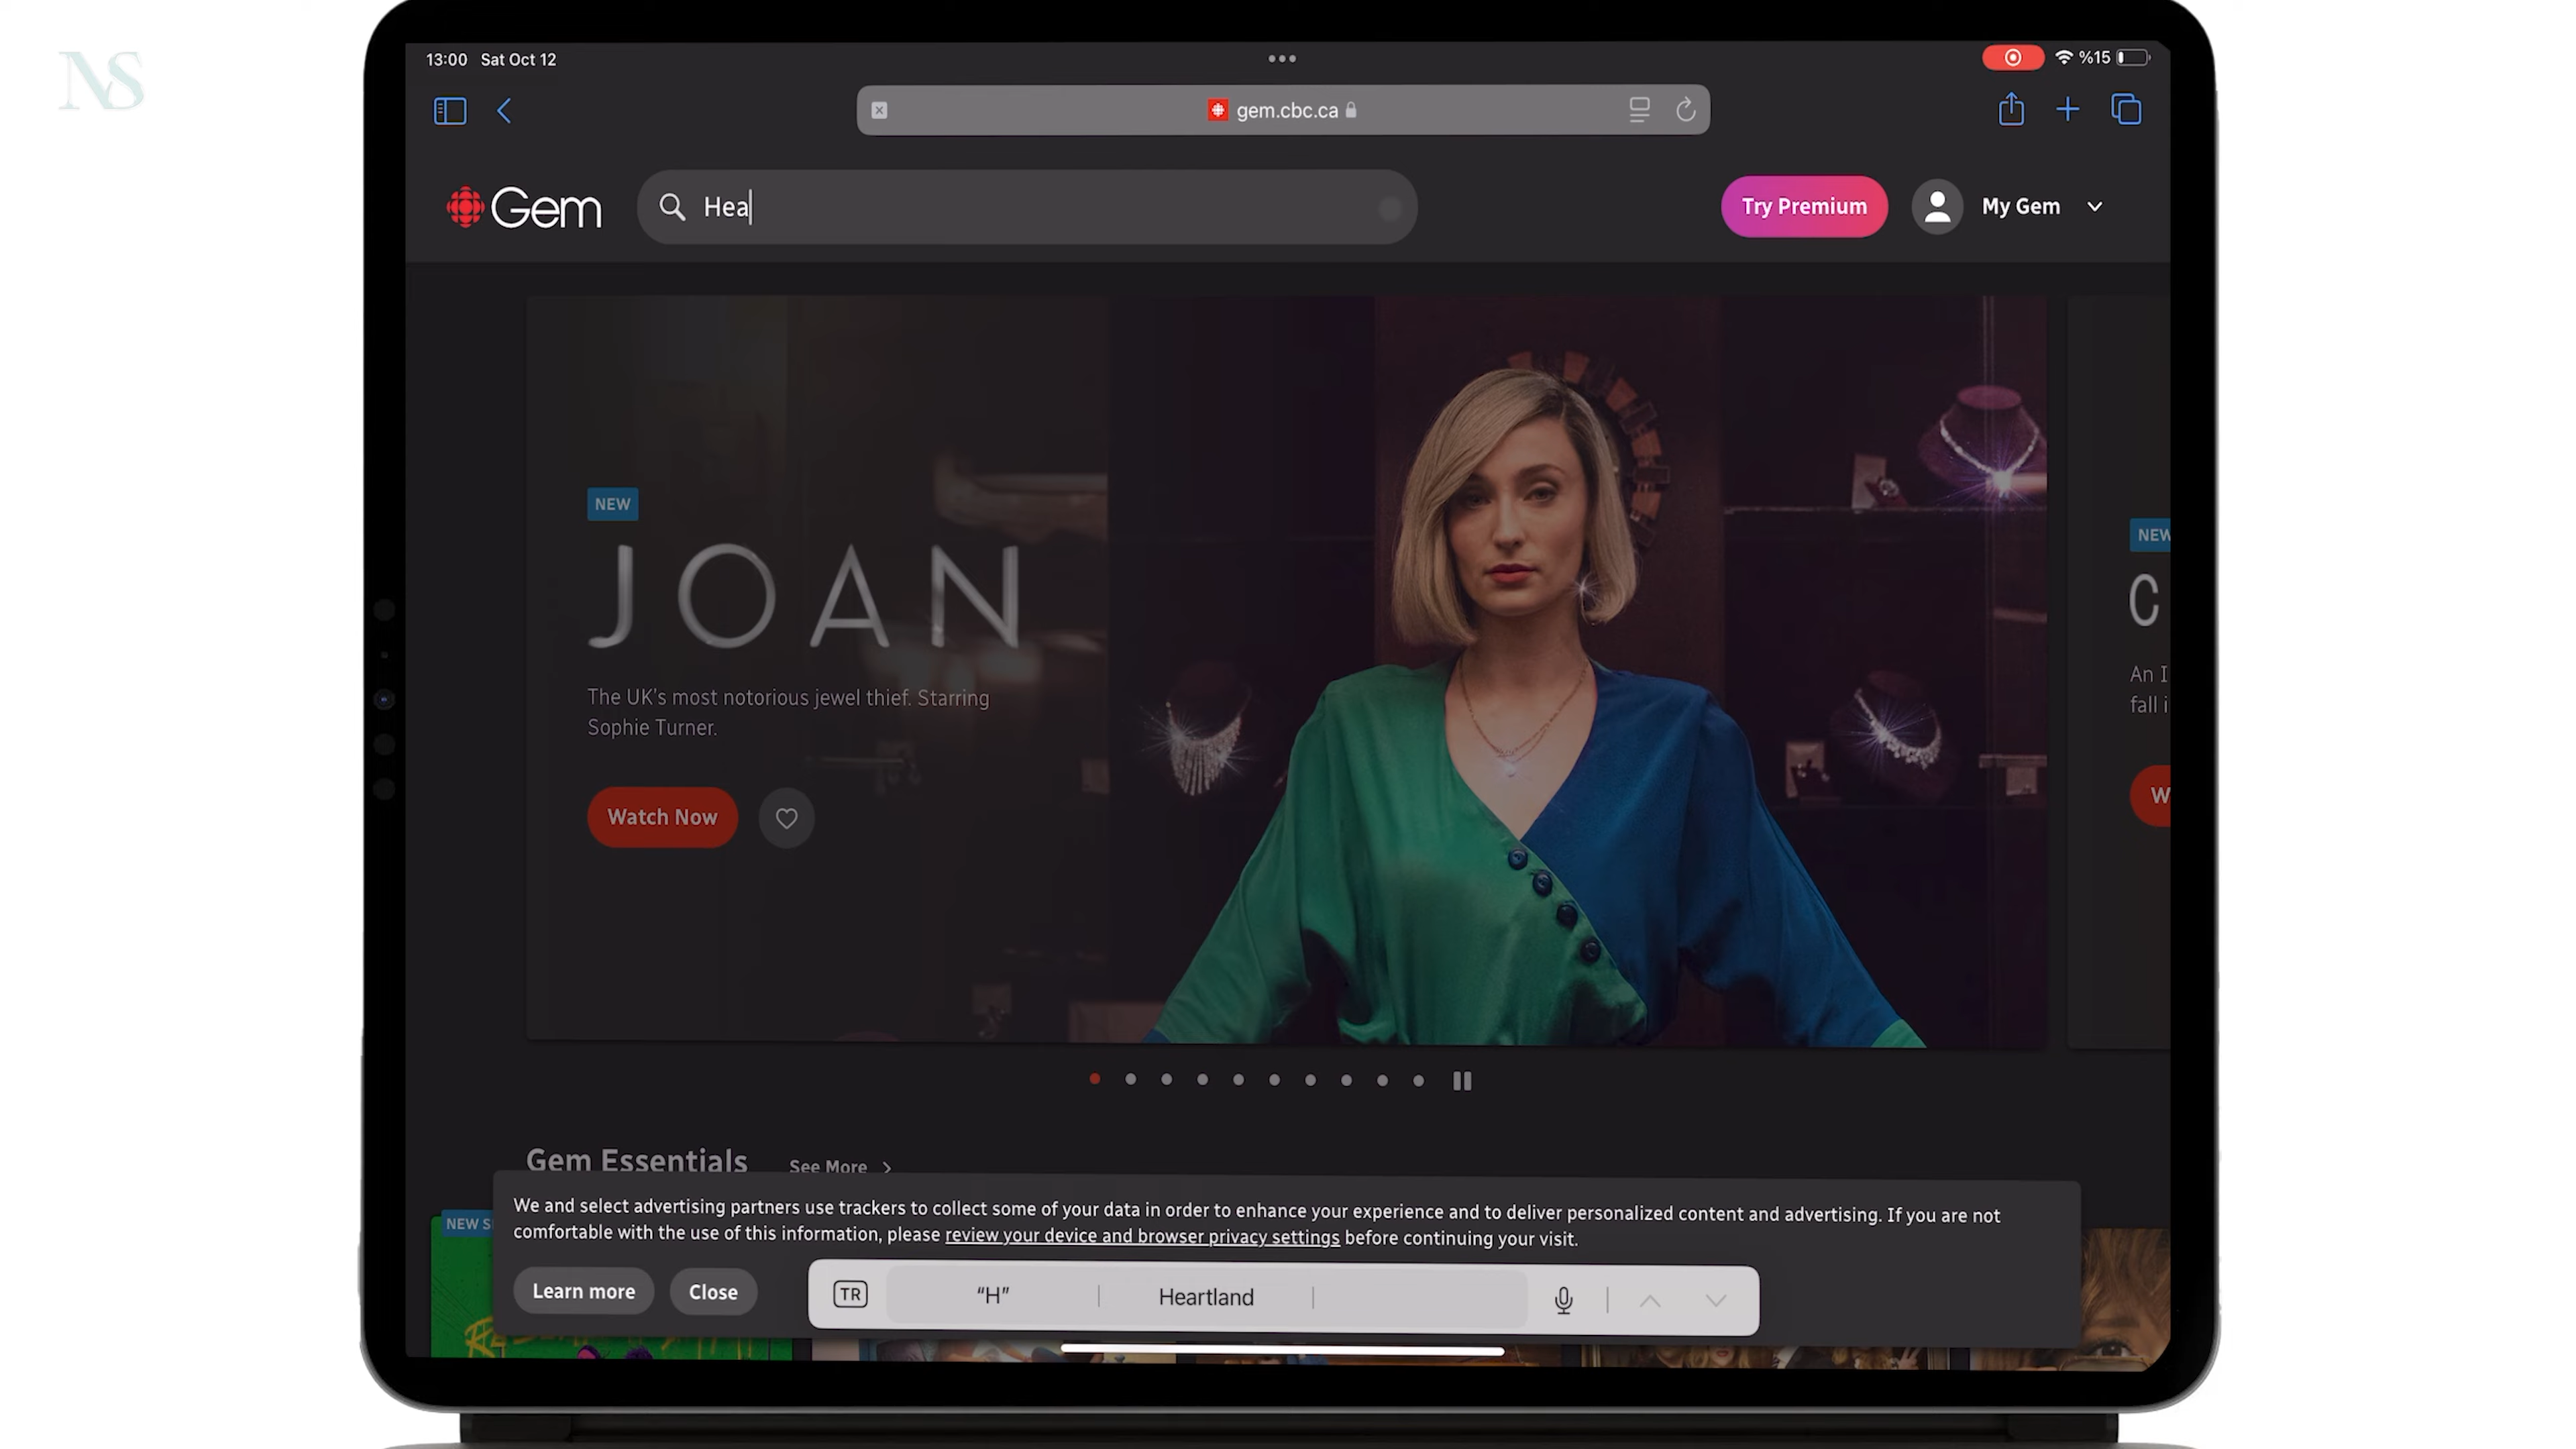 NS
13:00 Sat Oct 12
%15
gem.cbc.ca
Gem
Hea
Try Premium
My Gem
NEW
JOAN
The UK's most notorious jewel thief. Starring
Sophie Turner.
Watch Now
NEW
C
An I
fall i
W
Gem Essentials
See More
NEW S
We and select advertising partners use trackers to collect some of your data in order to enhance your experience and to deliver personalized content and advertising. If you are not
comfortable with the use of this information, please review your device and browser privacy settings before continuing your visit.
Learn more
Close
TR
“H”
Heartland